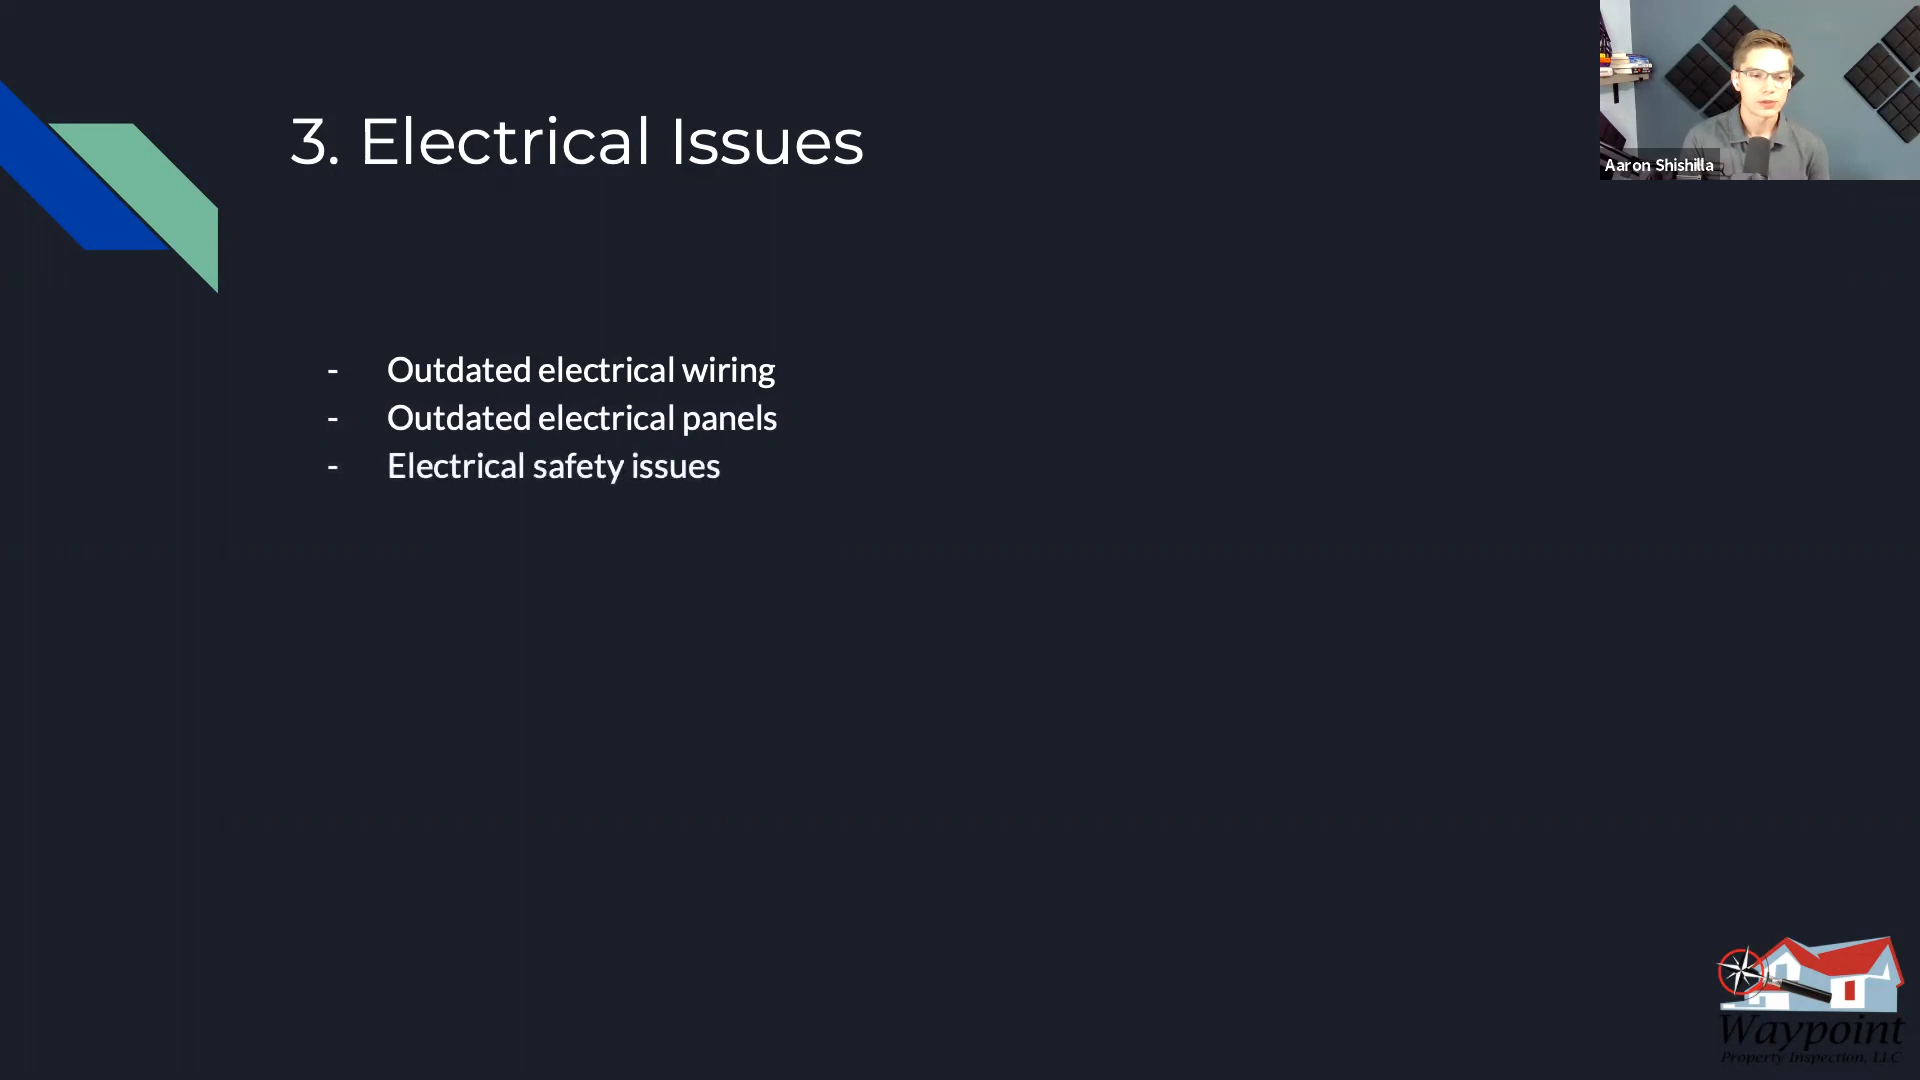 3. Electrical Issues
Aaron Shishilla
- Outdated electrical wiring
- Outdated electrical panels
- Electrical safety issues
Waypoint
Property Inspection, LLC